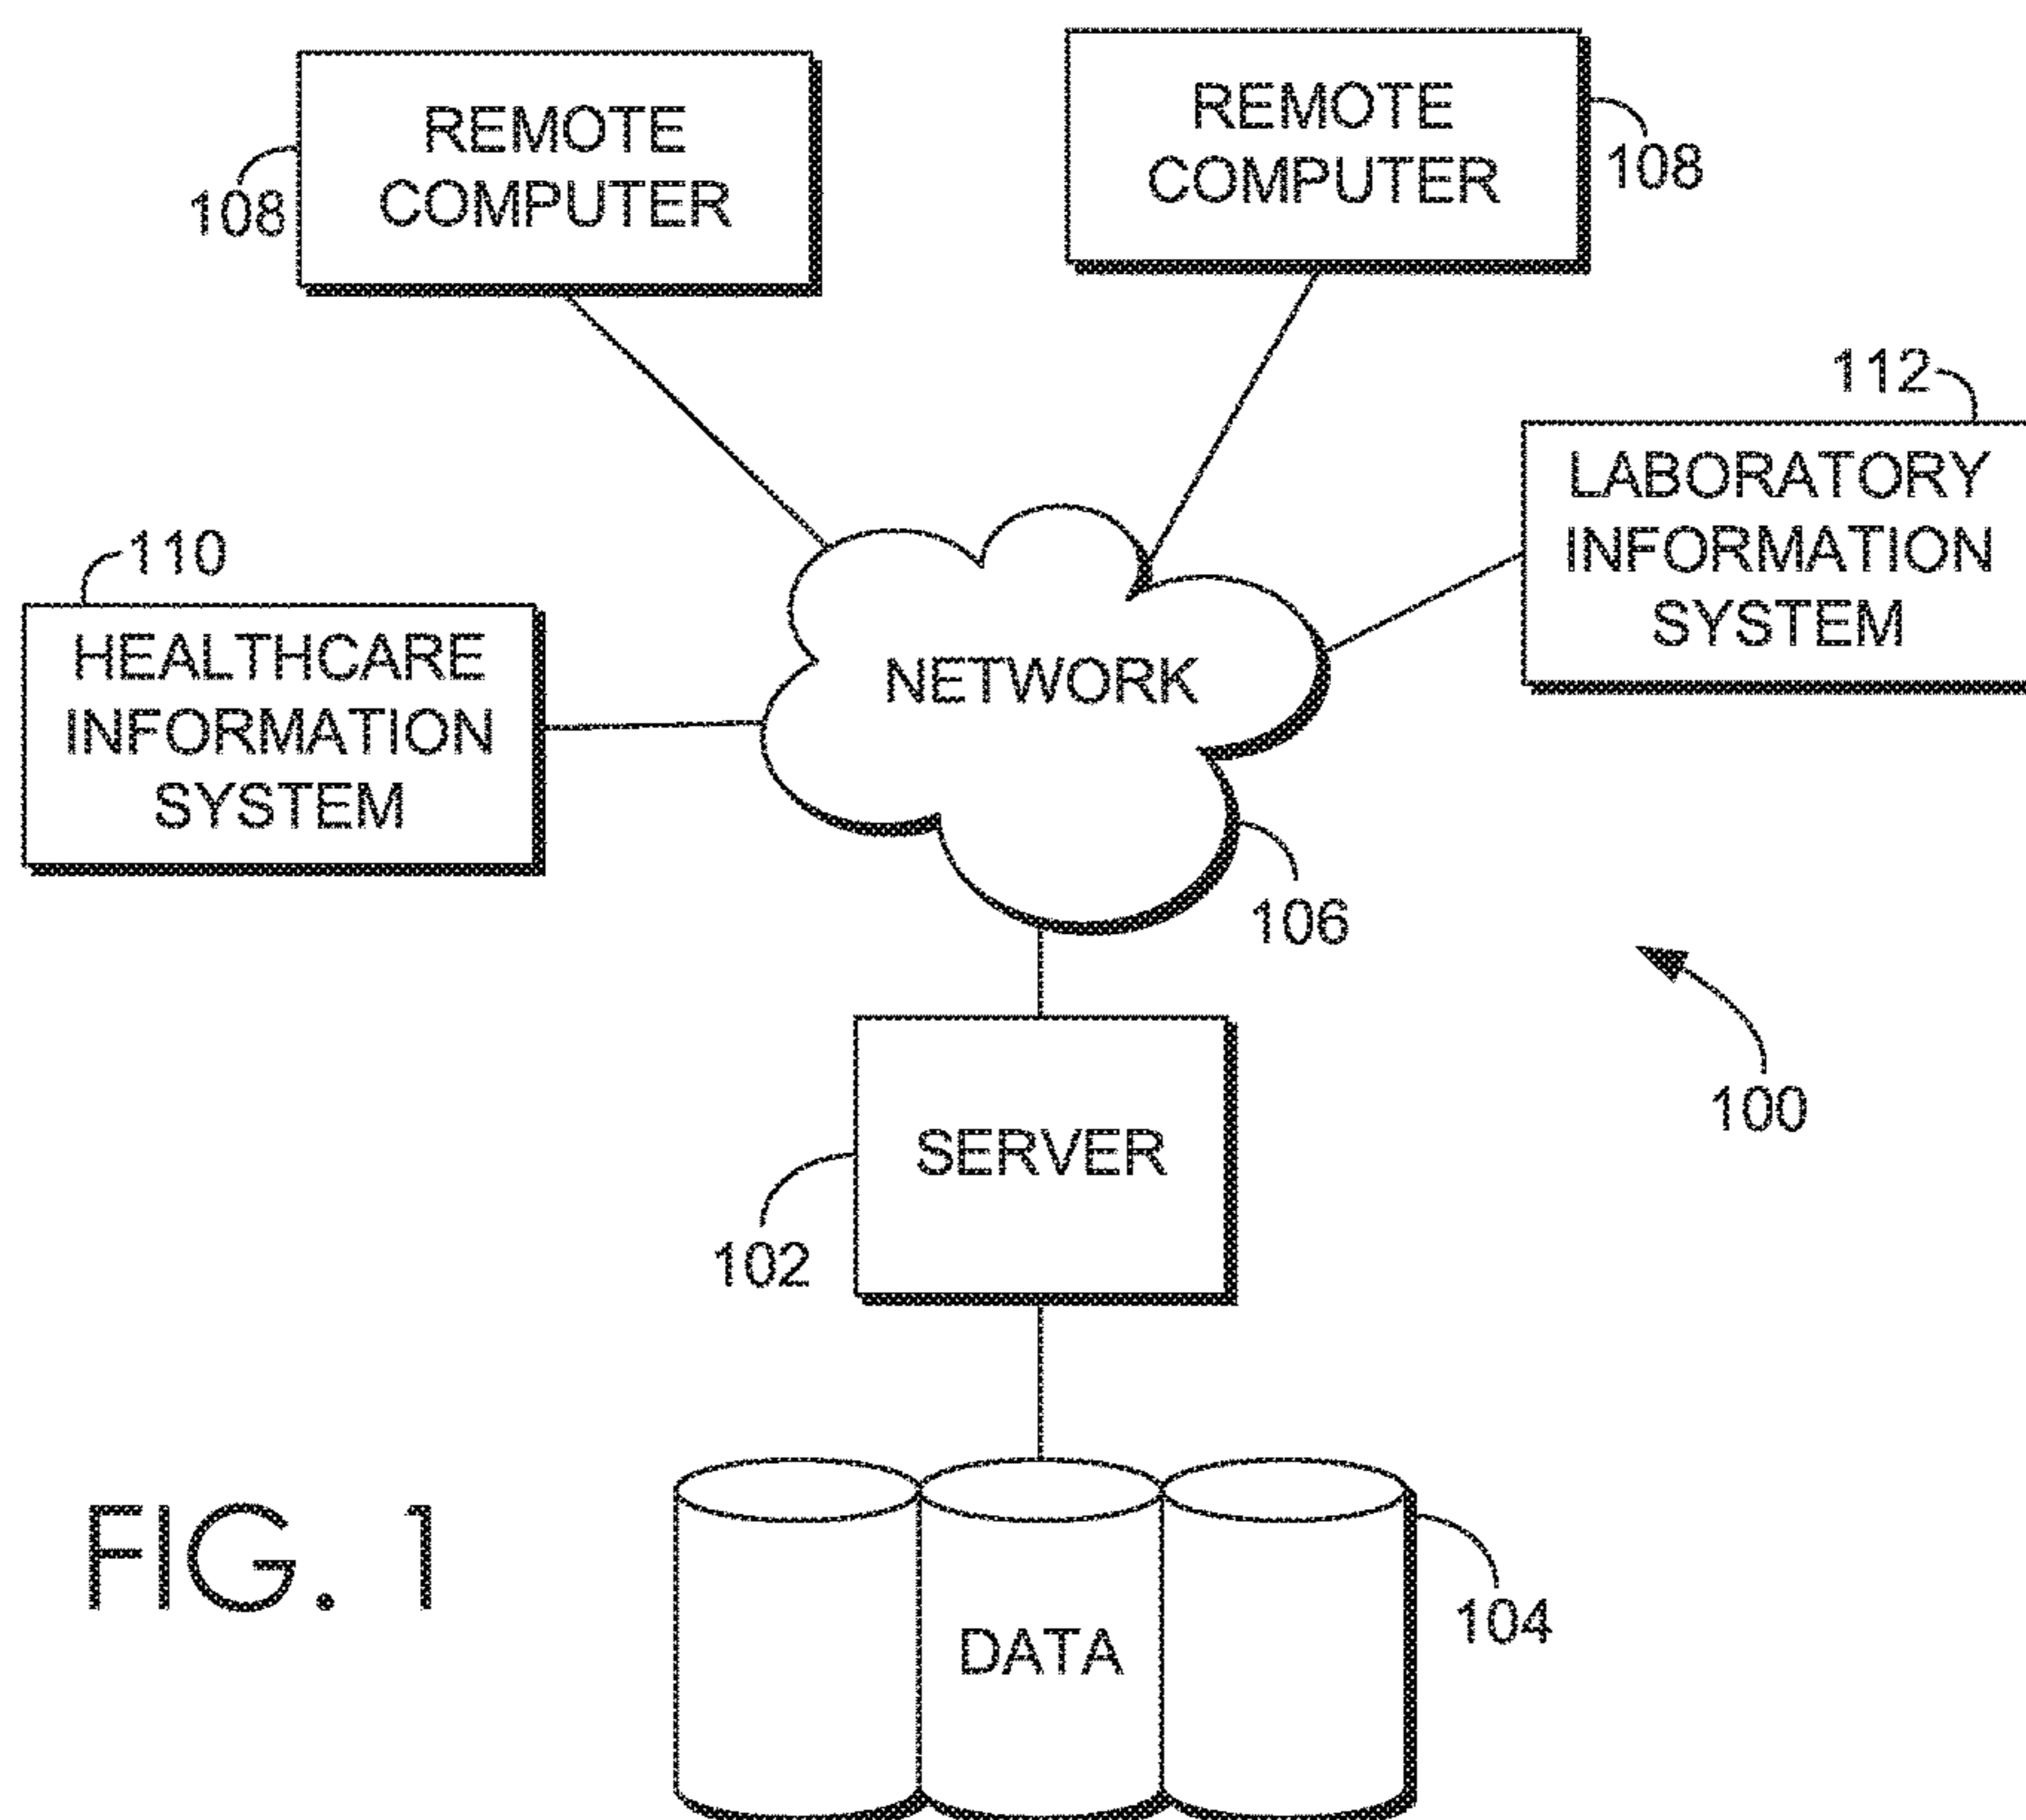 REMOTE
COMPUTER
108
REMOTE
COMPUTER
108
112
LABORATORY
INFORMATION
SYSTEM
110
HEALTHCARE
INFORMATION
SYSTEM
NETWORK
106
100
SERVER
102
DATA
104
FIG. 1